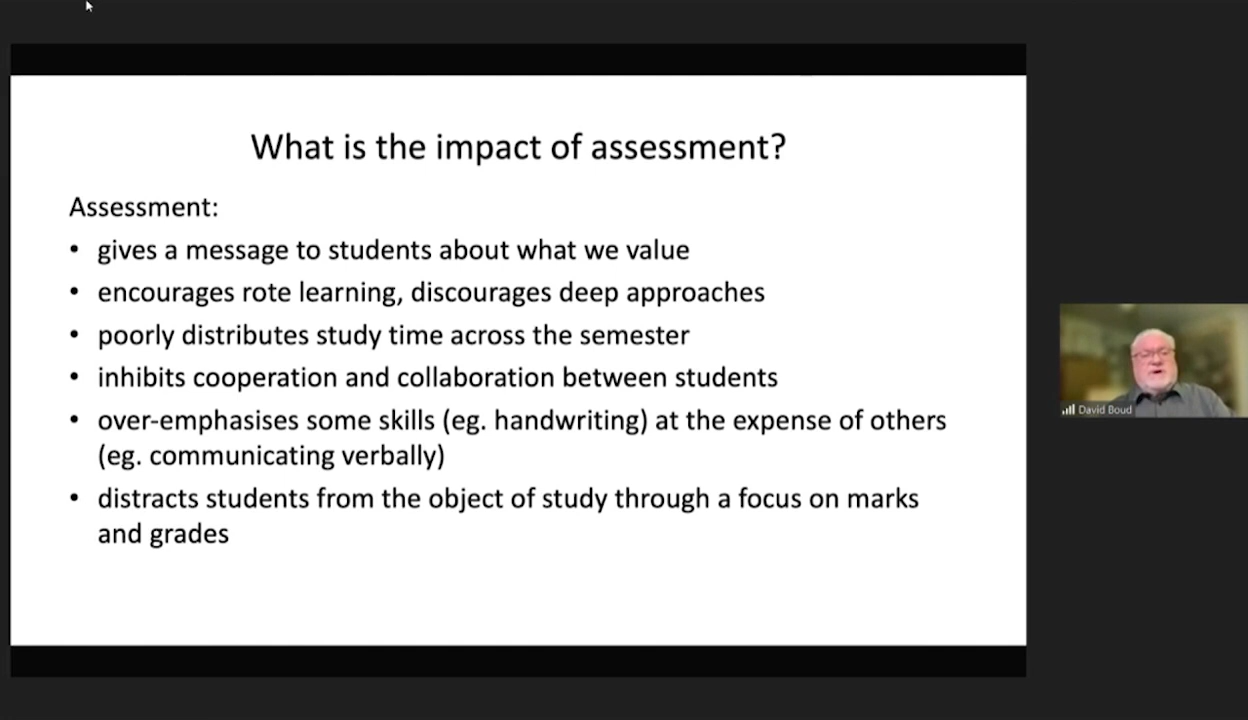 What is the impact of assessment?
Assessment:
• gives a message to students about what we value
• encourages rote learning, discourages deep approaches
• poorly distributes study time across the semester
• inhibits cooperation and collaboration between students
• over-emphasises some skills (eg. handwriting) at the expense of others
(eg. communicating verbally)
• distracts students from the object of study through a focus on marks
and grades
David Boud